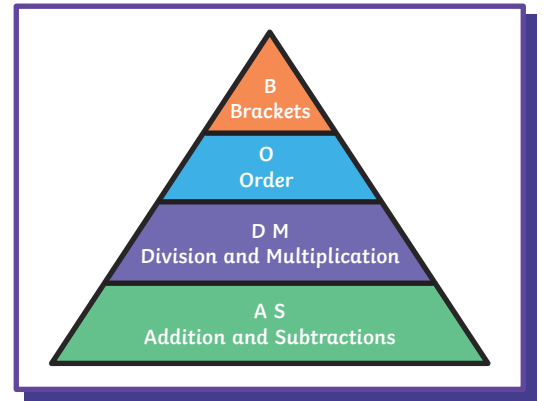 B
Brackets
O
Order
D M
Division and Multiplication
A S
Addition and Subtractions